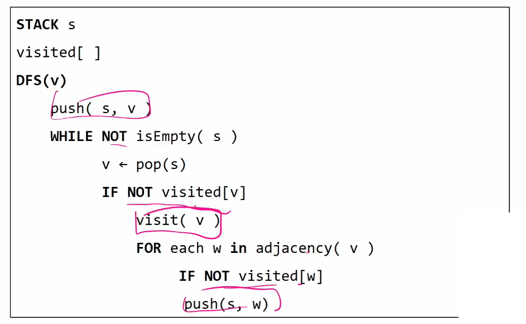 STACK s
visited[ ]
DFS(v)
push( s, v )
WHILE NOT isEmpty( s )
v ← pop(s)
IF NOT visited[v]
visit( v )
FOR each w in adjacency( v )
IF NOT visited[w]
push(s, w)